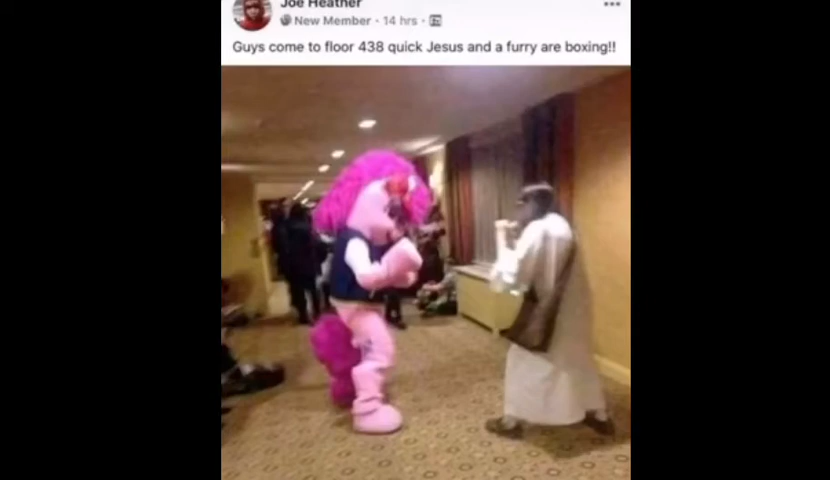 Joe Heather
New Member · 14 hrs ·
Guys come to floor 438 quick Jesus and a furry are boxing!!